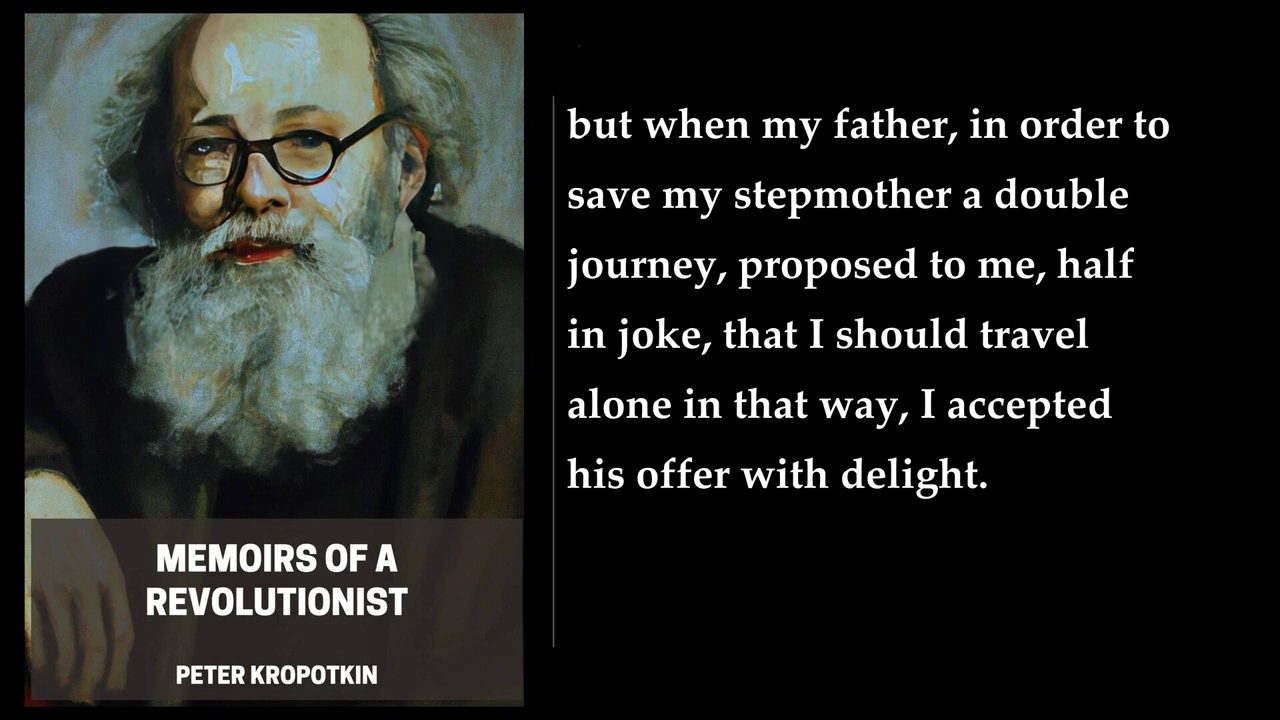 but when my father, in order to
save my stepmother a double
journey, proposed to me, half
in joke, that I should travel
alone in that way, I accepted
his offer with delight.
MEMOIRS OF A
REVOLUTIONIST
PETER KROPOTKIN